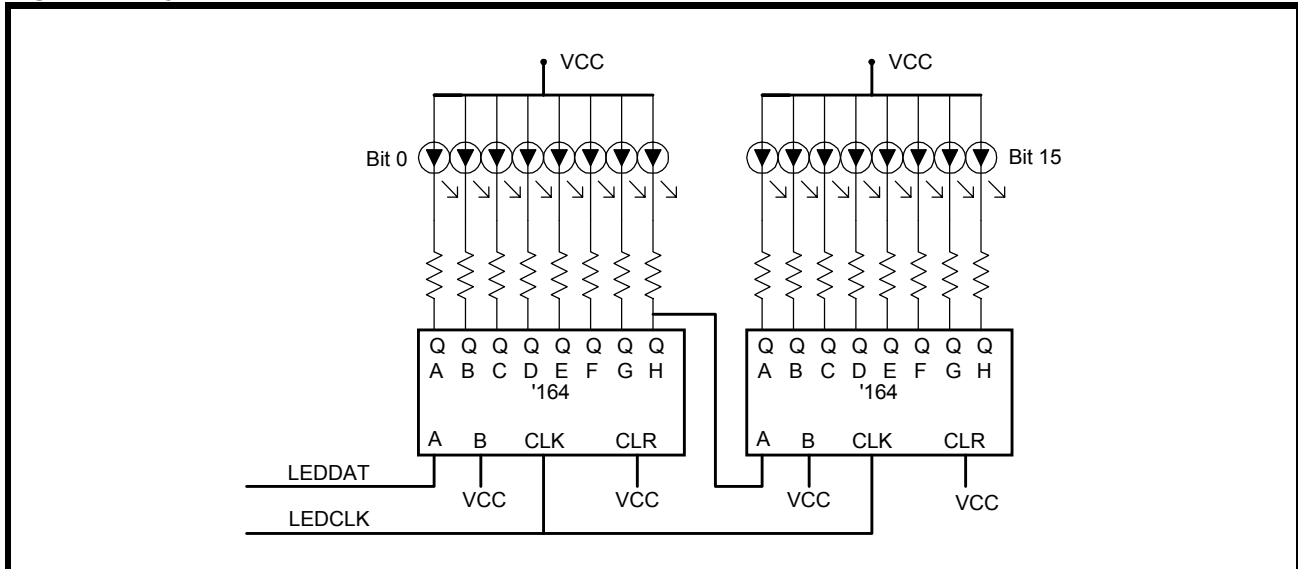 VCC VCC
Bit 0 Bit 15
Q Q Q Q Q Q Q Q Q Q Q Q Q Q Q Q
A B C D E F G H A B C D E F G H
'164 '164
A B CLK CLR A B CLK CLR
LEDDAT
VCC VCC VCC VCC
LEDCLK